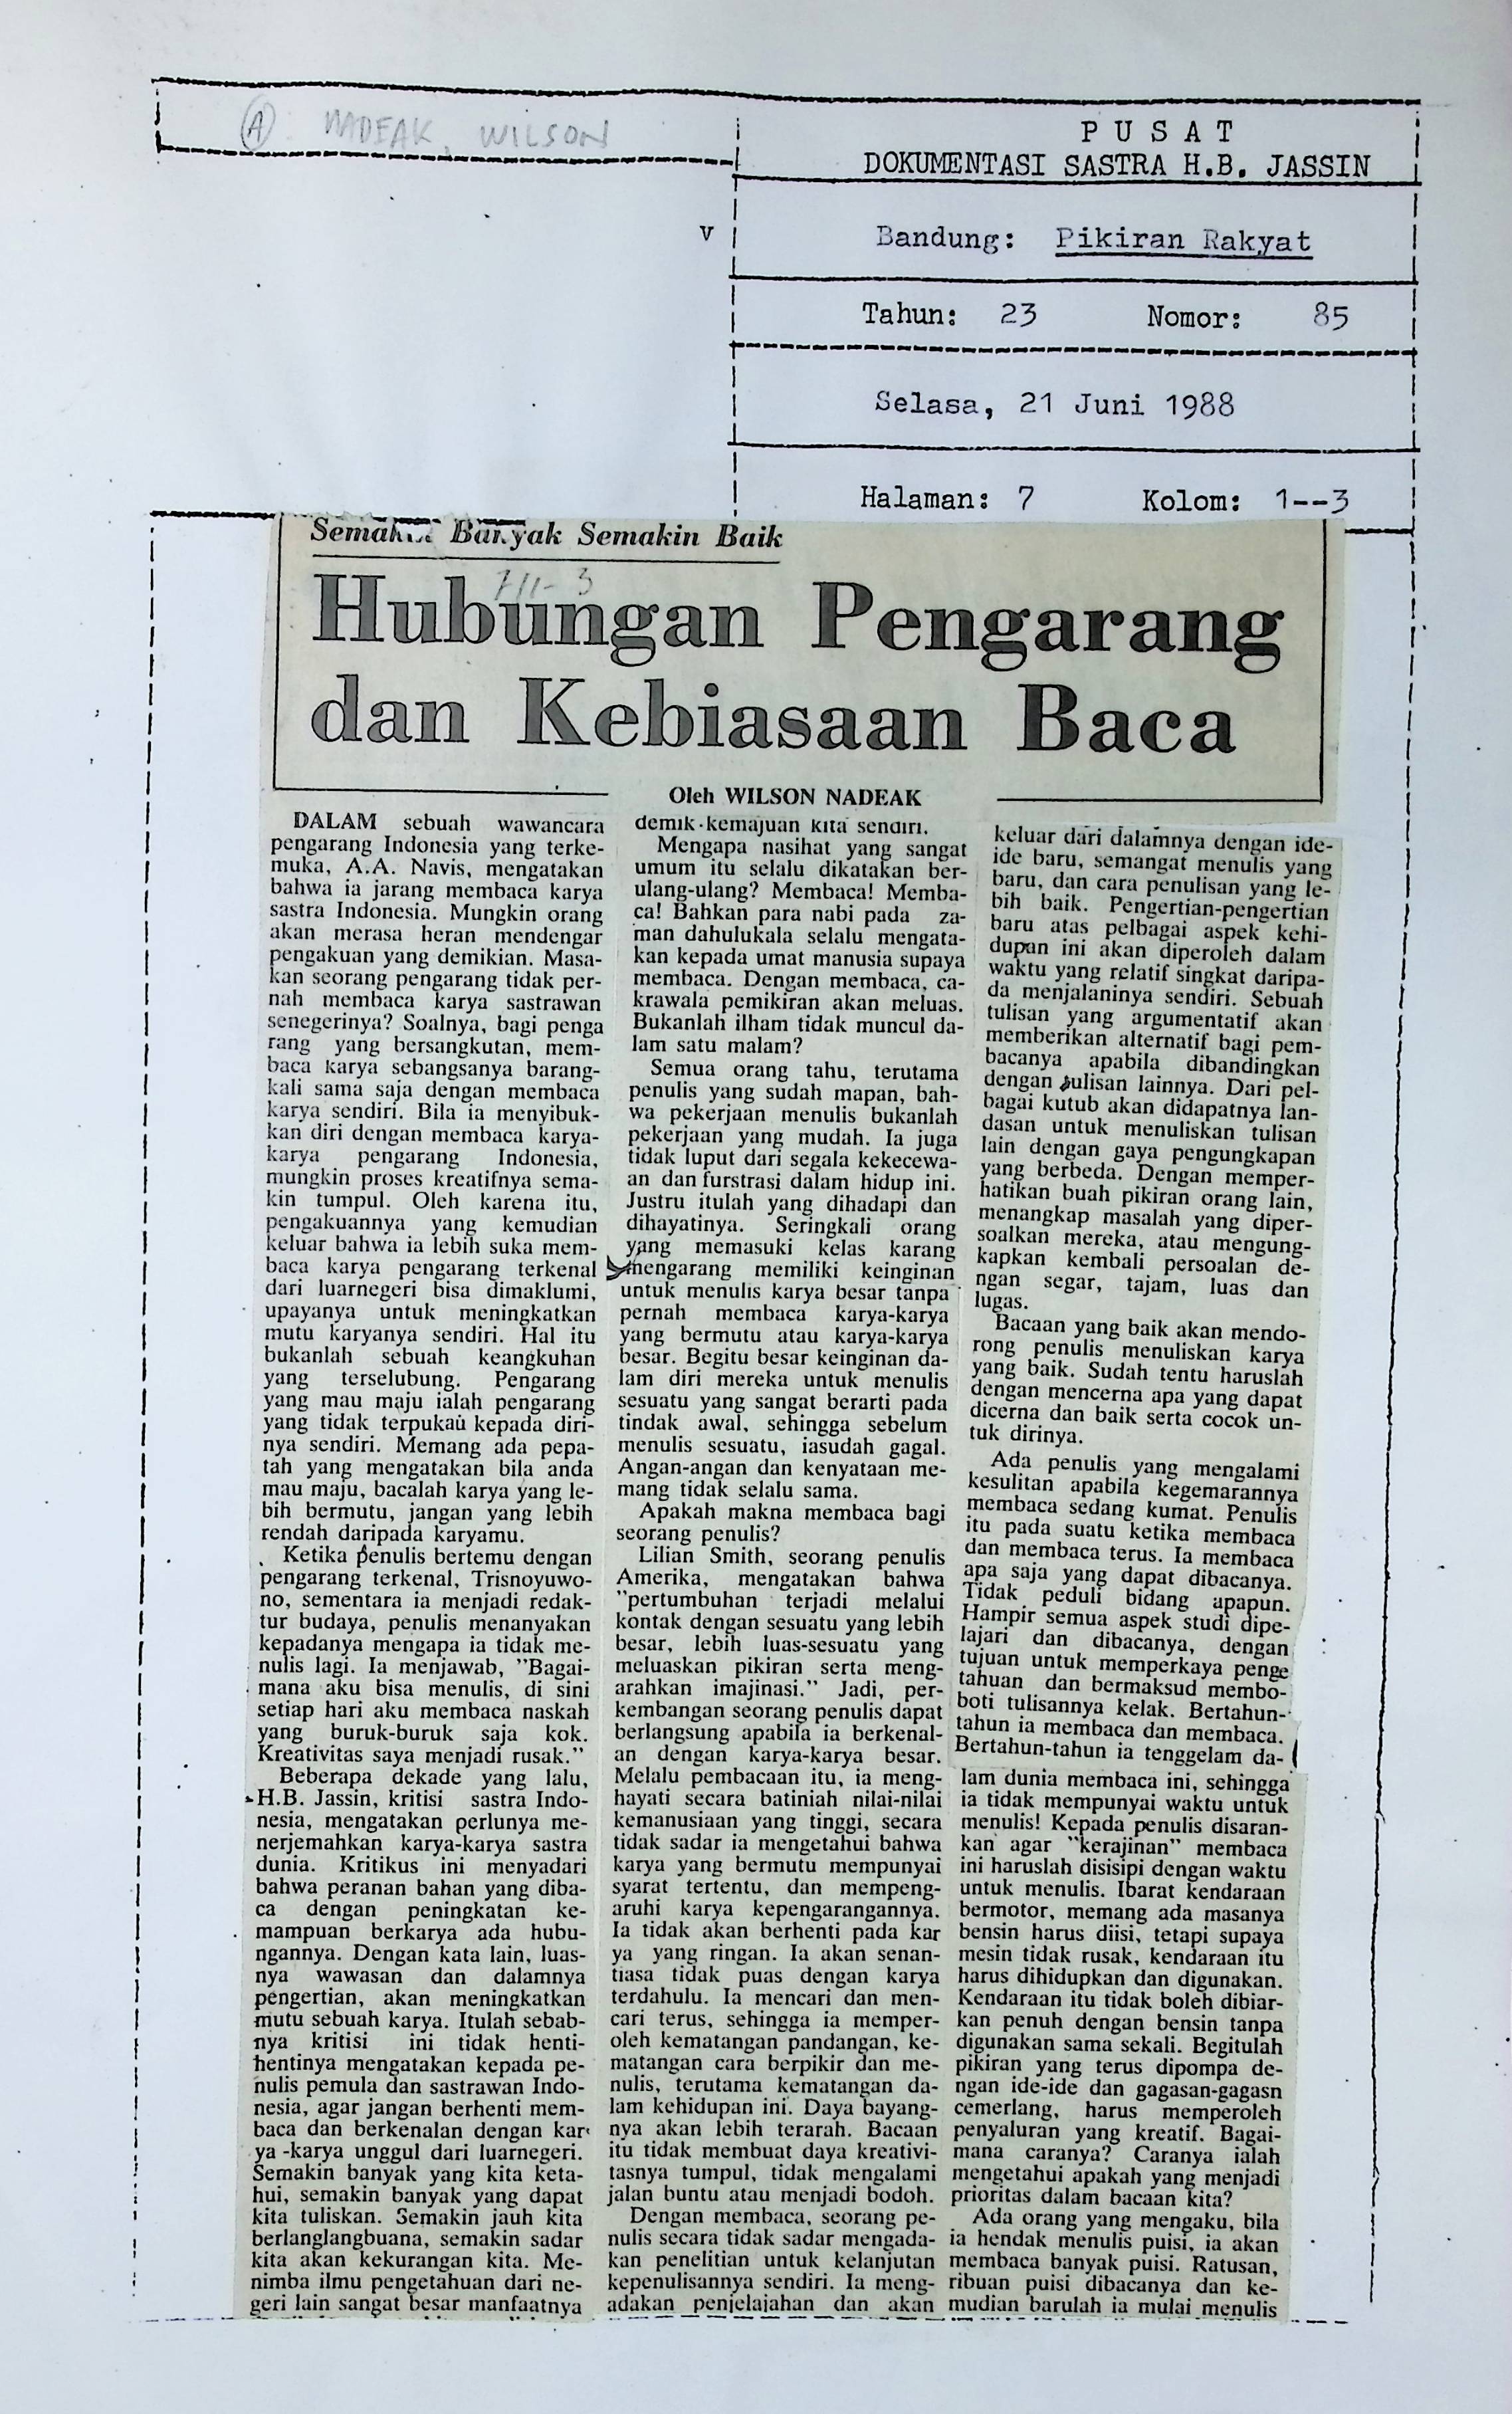 A NADEAK, WILSON
PUSAT
DOKUMENTASI SASTRA H.B. JASSIN
v
Bandung: Pikiran Rakyat
Tahun: 23 Nomor: 85
Selasa, 21 Juni 1988
Halaman: 7 Kolom: 1--3
Semakin Banyak Semakin Baik
7/1-3
Hubungan Pengarang
dan Kebiasaan Baca
Oleh WILSON NADEAK
DALAM sebuah wawancara
pengarang Indonesia yang terke-
muka, A.A. Navis, mengatakan
bahwa ia jarang membaca karya
sastra Indonesia. Mungkin orang
akan merasa heran mendengar
pengakuan yang demikian. Masa-
kan seorang pengarang tidak per-
nah membaca karya sastrawan
senegerinya? Soalnya, bagi penga
rang yang bersangkutan, mem-
baca karya sebangsanya barang-
kali sama saja dengan membaca
karya sendiri. Bila ia menyibuk-
kan diri dengan membaca karya-
karya pengarang Indonesia,
mungkin proses kreatifnya sema-
kin tumpul. Oleh karena itu,
pengakuannya yang kemudian
keluar bahwa ia lebih suka mem-
baca karya pengarang terkenal
dari luarnegeri bisa dimaklumi,
upayanya untuk meningkatkan
mutu karyanya sendiri. Hal itu
bukanlah sebuah keangkuhan
yang terselubung. Pengarang
yang mau maju ialah pengarang
yang tidak terpukau kepada diri-
nya sendiri. Memang ada pepa-
tah yang mengatakan bila anda
mau maju, bacalah karya yang le-
bih bermutu, jangan yang lebih
rendah daripada karyamu.
Ketika penulis bertemu dengan
pengarang terkenal, Trisnoyuwo-
no, sementara ia menjadi redak-
tur budaya, penulis menanyakan
kepadanya mengapa ia tidak me-
nulis lagi. Ia menjawab, "Bagai-
mana aku bisa menulis, di sini
setiap hari aku membaca naskah
yang buruk-buruk saja kok.
Kreativitas saya menjadi rusak."
Beberapa dekade yang lalu,
H.B. Jassin, kritisi sastra Indo-
nesia, mengatakan perlunya me-
nerjemahkan karya-karya sastra
dunia. Kritikus ini menyadari
bahwa peranan bahan yang diba-
ca dengan peningkatan ke-
mampuan berkarya ada hubu-
ngannya. Dengan kata lain, luas-
nya wawasan dan dalamnya
pengertian, akan meningkatkan
mutu sebuah karya. Itulah sebab-
nya kritisi ini tidak henti-
hentinya mengatakan kepada pe-
nulis pemula dan sastrawan Indo-
nesia, agar jangan berhenti mem-
baca dan berkenalan dengan kar
ya -karya unggul dari luarnegeri.
Semakin banyak yang kita keta-
hui, semakin banyak yang dapat
kita tuliskan. Semakin jauh kita
berlanglangbuana, semakin sadar
kita akan kekurangan kita. Me-
nimba ilmu pengetahuan dari ne-
geri lain sangat besar manfaatnya
demik kemajuan kita sendiri.
Mengapa nasihat yang sangat
umum itu selalu dikatakan ber-
ulang-ulang? Membaca! Memba-
ca! Bahkan para nabi pada za-
man dahulukala selalu mengata-
kan kepada umat manusia supaya
membaca. Dengan membaca, ca-
krawala pemikiran akan meluas.
Bukanlah ilham tidak muncul da-
lam satu malam?
Semua orang tahu, terutama
penulis yang sudah mapan, bah-
wa pekerjaan menulis bukanlah
pekerjaan yang mudah. Ia juga
tidak luput dari segala kekecewa-
an dan furstrasi dalam hidup ini.
Justru itulah yang dihadapi dan
dihayatinya. Seringkali orang
yang memasuki kelas karang
mengarang memiliki keinginan
untuk menulis karya besar tanpa
pernah membaca karya-karya
yang bermutu atau karya-karya
besar. Begitu besar keinginan da-
lam diri mereka untuk menulis
sesuatu yang sangat berarti pada
tindak awal, sehingga sebelum
menulis sesuatu, iasudah gagal.
Angan-angan dan kenyataan me-
mang tidak selalu sama.
Apakah makna membaca bagi
seorang penulis?
Lilian Smith, seorang penulis
Amerika, mengatakan bahwa
"pertumbuhan terjadi melalui
kontak dengan sesuatu yang lebih
besar, lebih luas-sesuatu yang
meluaskan pikiran serta meng-
arahkan imajinasi." Jadi, per-
kembangan seorang penulis dapat
berlangsung apabila ia berkenal-
an dengan karya-karya besar.
Melalu pembacaan itu, ia meng-
hayati secara batiniah nilai-nilai
kemanusiaan yang tinggi, secara
tidak sadar ia mengetahui bahwa
karya yang bermutu mempunyai
syarat tertentu, dan mempeng-
aruhi karya kepengarangannya.
Ia tidak akan berhenti pada kar
ya yang ringan. Ia akan senan-
tiasa tidak puas dengan karya
terdahulu. Ia mencari dan men-
cari terus, sehingga ia memper-
oleh kematangan pandangan, ke-
matangan cara berpikir dan me-
nulis, terutama kematangan da-
lam kehidupan ini. Daya bayang-
nya akan lebih terarah. Bacaan
itu tidak membuat daya kreativi-
tasnya tumpul, tidak mengalami
jalan buntu atau menjadi bodoh.
Dengan membaca, seorang pe-
nulis secara tidak sadar mengada-
kan penelitian untuk kelanjutan
kepenulisannya sendiri. Ia meng-
adakan penjelajahan dan akan
keluar dari dalamnya dengan ide-
ide baru, semangat menulis yang
baru, dan cara penulisan yang le-
bih baik. Pengertian-pengertian
baru atas pelbagai aspek kehi-
dupan ini akan diperoleh dalam
waktu yang relatif singkat daripa-
da menjalaninya sendiri. Sebuah
tulisan yang argumentatif akan
memberikan alternatif bagi pem-
bacanya apabila dibandingkan
dengan tulisan lainnya. Dari pel-
bagai kutub akan didapatnya lan-
dasan untuk menuliskan tulisan
lain dengan gaya pengungkapan
yang berbeda. Dengan memper-
hatikan buah pikiran orang lain,
menangkap masalah yang diper-
soalkan mereka, atau mengung-
kapkan kembali persoalan de-
ngan segar, tajam, luas dan
lugas.
Bacaan yang baik akan mendo-
rong penulis menuliskan karya
yang baik. Sudah tentu haruslah
dengan mencerna apa yang dapat
dicerna dan baik serta cocok un-
tuk dirinya.
Ada penulis yang mengalami
kesulitan apabila kegemarannya
membaca sedang kumat. Penulis
itu pada suatu ketika membaca
dan membaca terus. Ia membaca
apa saja yang dapat dibacanya.
Tidak peduli bidang apapun.
Hampir semua aspek studi dipe-
lajari dan dibacanya, dengan
tujuan untuk memperkaya penge
tahuan dan bermaksud membo-
boti tulisannya kelak. Bertahun-
tahun ia membaca dan membaca.
Bertahun-tahun ia tenggelam da-
lam dunia membaca ini, sehingga
ia tidak mempunyai waktu untuk
menulis! Kepada penulis disaran-
kan agar "kerajinan" membaca
ini haruslah disisipi dengan waktu
untuk menulis. Ibarat kendaraan
bermotor, memang ada masanya
bensin harus diisi, tetapi supaya
mesin tidak rusak, kendaraan itu
harus dihidupkan dan digunakan.
Kendaraan itu tidak boleh dibiar-
kan penuh dengan bensin tanpa
digunakan sama sekali. Begitulah
pikiran yang terus dipompa de-
ngan ide-ide dan gagasan-gagasn
cemerlang, harus memperoleh
penyaluran yang kreatif. Bagai-
mana caranya? Caranya ialah
mengetahui apakah yang menjadi
prioritas dalam bacaan kita?
Ada orang yang mengaku, bila
ia hendak menulis puisi, ia akan
membaca banyak puisi. Ratusan,
ribuan puisi dibacanya dan ke-
mudian barulah ia mulai menulis